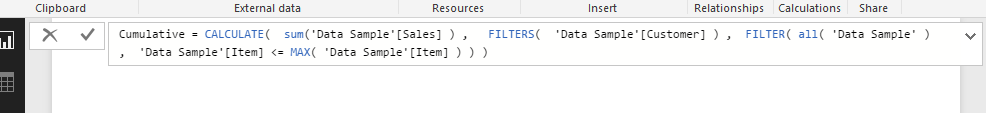 Clipboard External data Resources Insert Relationships Calculations Share
Cumulative = CALCULATE(  sum('Data Sample'[Sales] ) ,   FILTERS(  'Data Sample'[Customer] ) ,  FILTER( all( 'Data Sample' )
,  'Data Sample'[Item] <= MAX( 'Data Sample'[Item] ) ) )